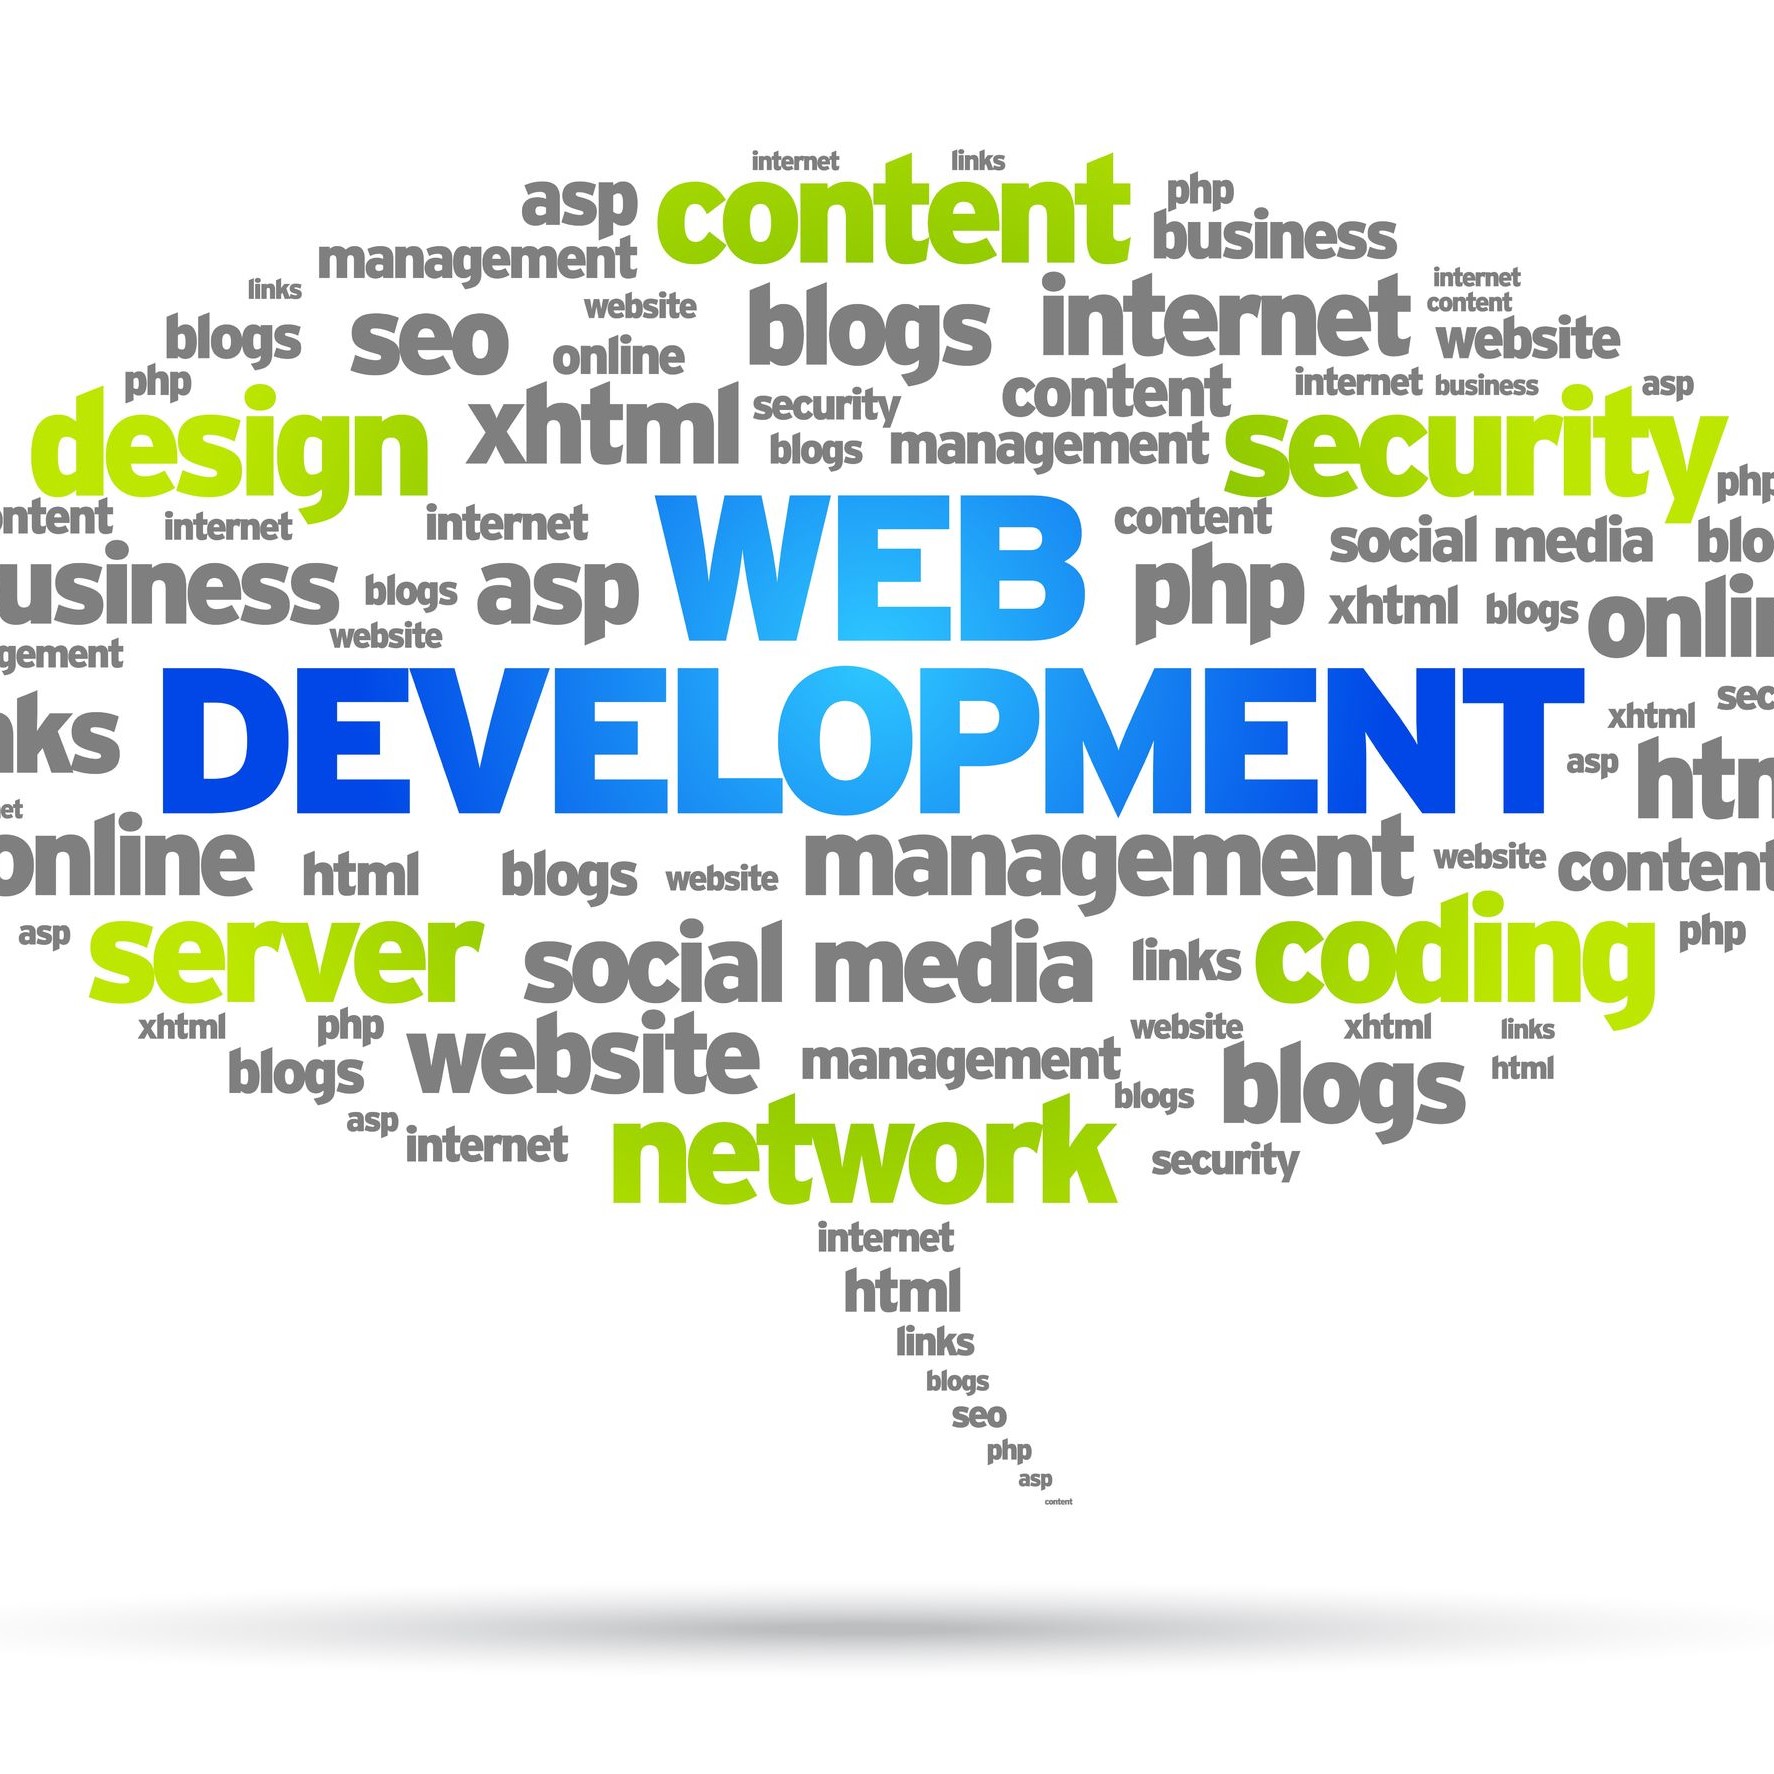 internet links
asp content php
management business
links website blogs internet internet
content
blogs seo online website
php xhtml security content internet business asp
design blogs management security php
ontent internet internet WEB content social media blo
usiness blogs asp php xhtml blogs onlin
gement website
nks DEVELOPMENT xhtml sec
asp htm
et
online html blogs website management website content
asp server social media links coding php
xhtml php website management website xhtml links
blogs blogs blogs html
asp internet network security
internet
html
links
blogs
seo
php
asp
content